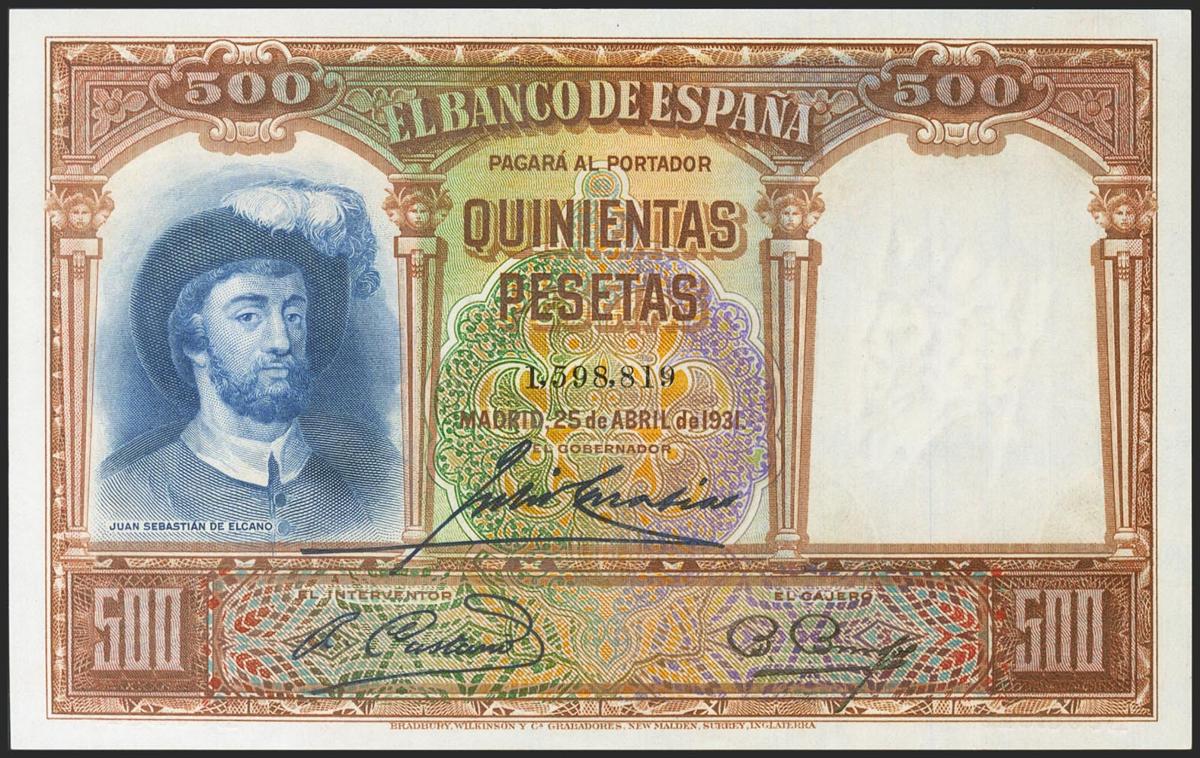 500
500
EL BANCO DE ESPAÑA
PAGARÁ AL PORTADOR
QUINIENTAS
PESETAS
1,598,819
MADRID, 25 de ABRIL de 1931.
EL GOBERNADOR
JUAN SEBASTIÁN DE ELCANO
500
EL INTERVENTOR
EL CAJERO
500
BRADBURY, WILKINSON Y Cª GRABADORES, NEW MALDEN, SURREY, INGLATERRA